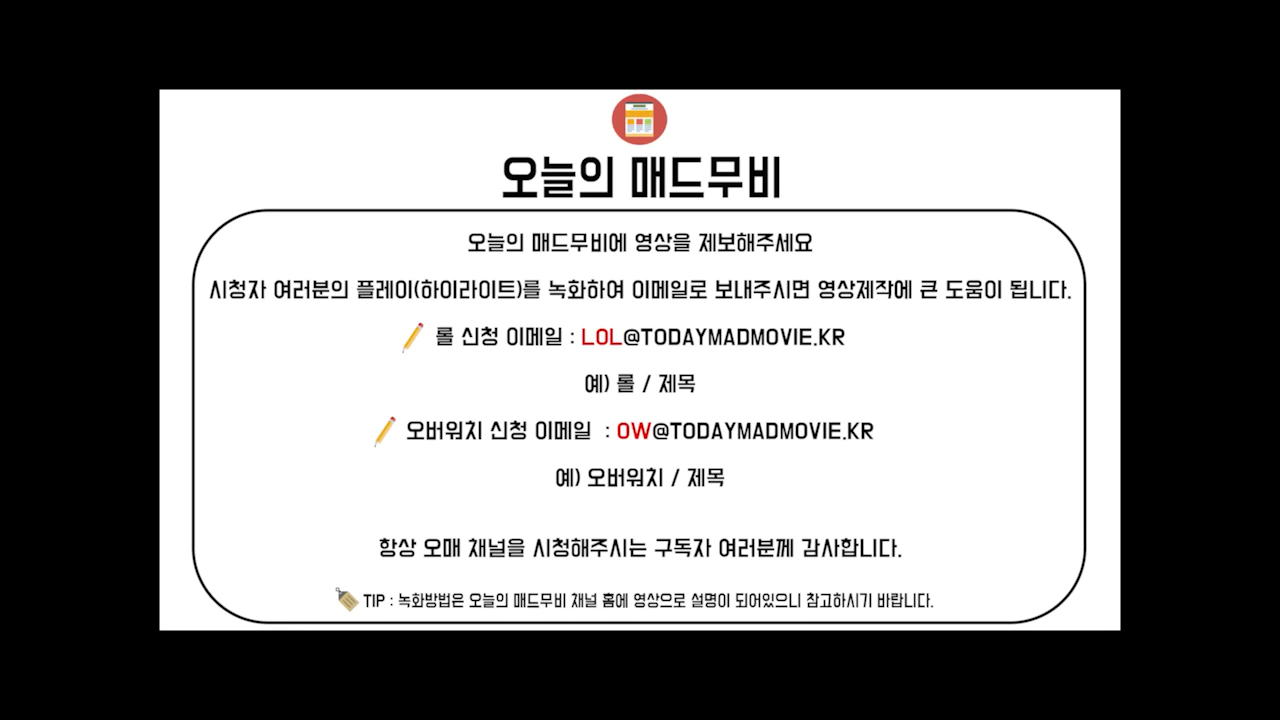 오늘의 매드무비
오늘의 매드무비에 영상을 제보해주세요
시청자 여러분의 플레이(하이라이트)를 녹화하여 이메일로 보내주시면 영상제작에 큰 도움이 됩니다.
롤 신청 이메일 : LOL@TODAYMADMOVIE.KR
예) 롤 / 제목
오버워치 신청 이메일 : OW@TODAYMADMOVIE.KR
예) 오버워치 / 제목
항상 오매 채널을 시청해주시는 구독자 여러분께 감사합니다.
TIP : 녹화방법은 오늘의 매드무비 채널 홈에 영상으로 설명이 되어있으니 참고하시기 바랍니다.